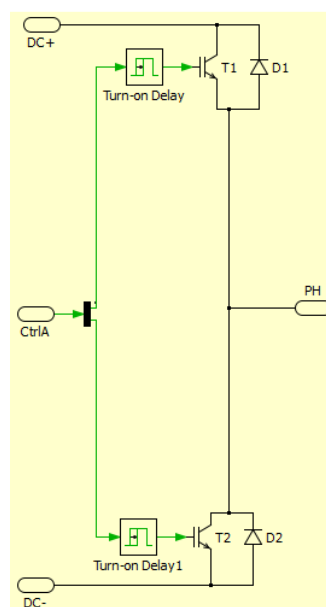 DC+
T1
D1
Turn-on Delay
PH
CtrlA
T2
D2
Turn-on Delay1
DC-